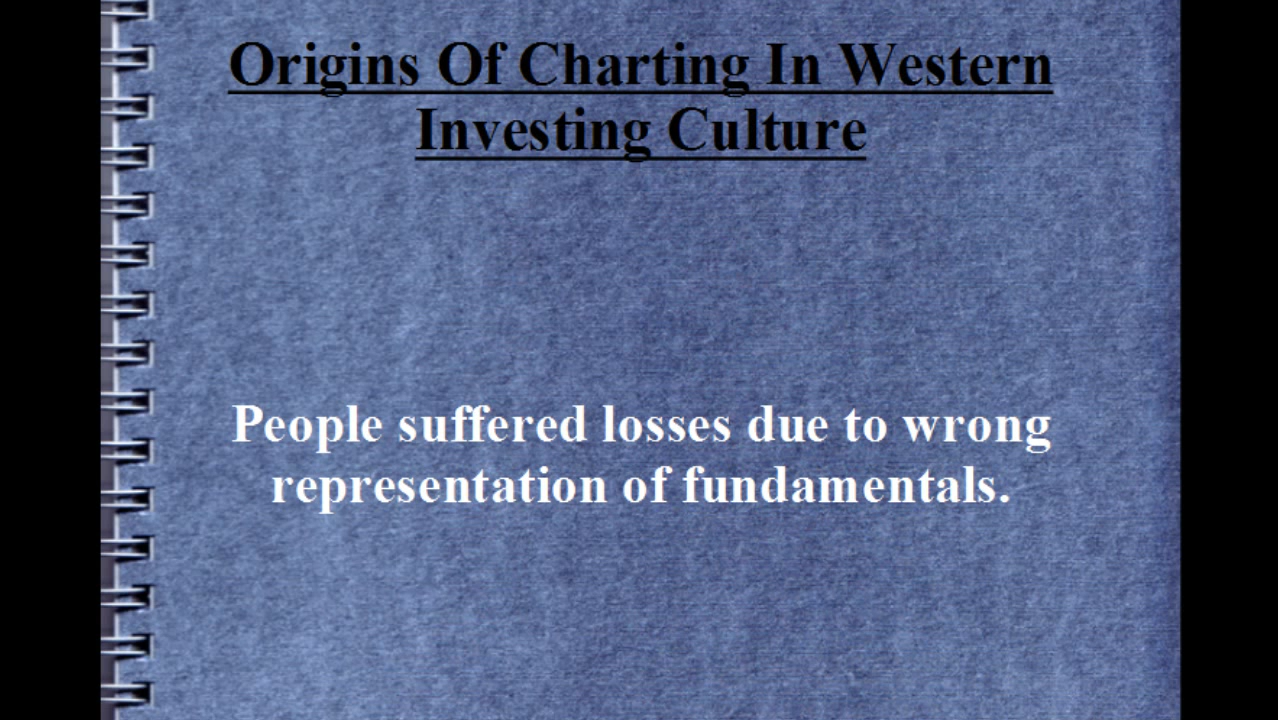 Origins Of Charting In Western
Investing Culture
People suffered losses due to wrong
representation of fundamentals.